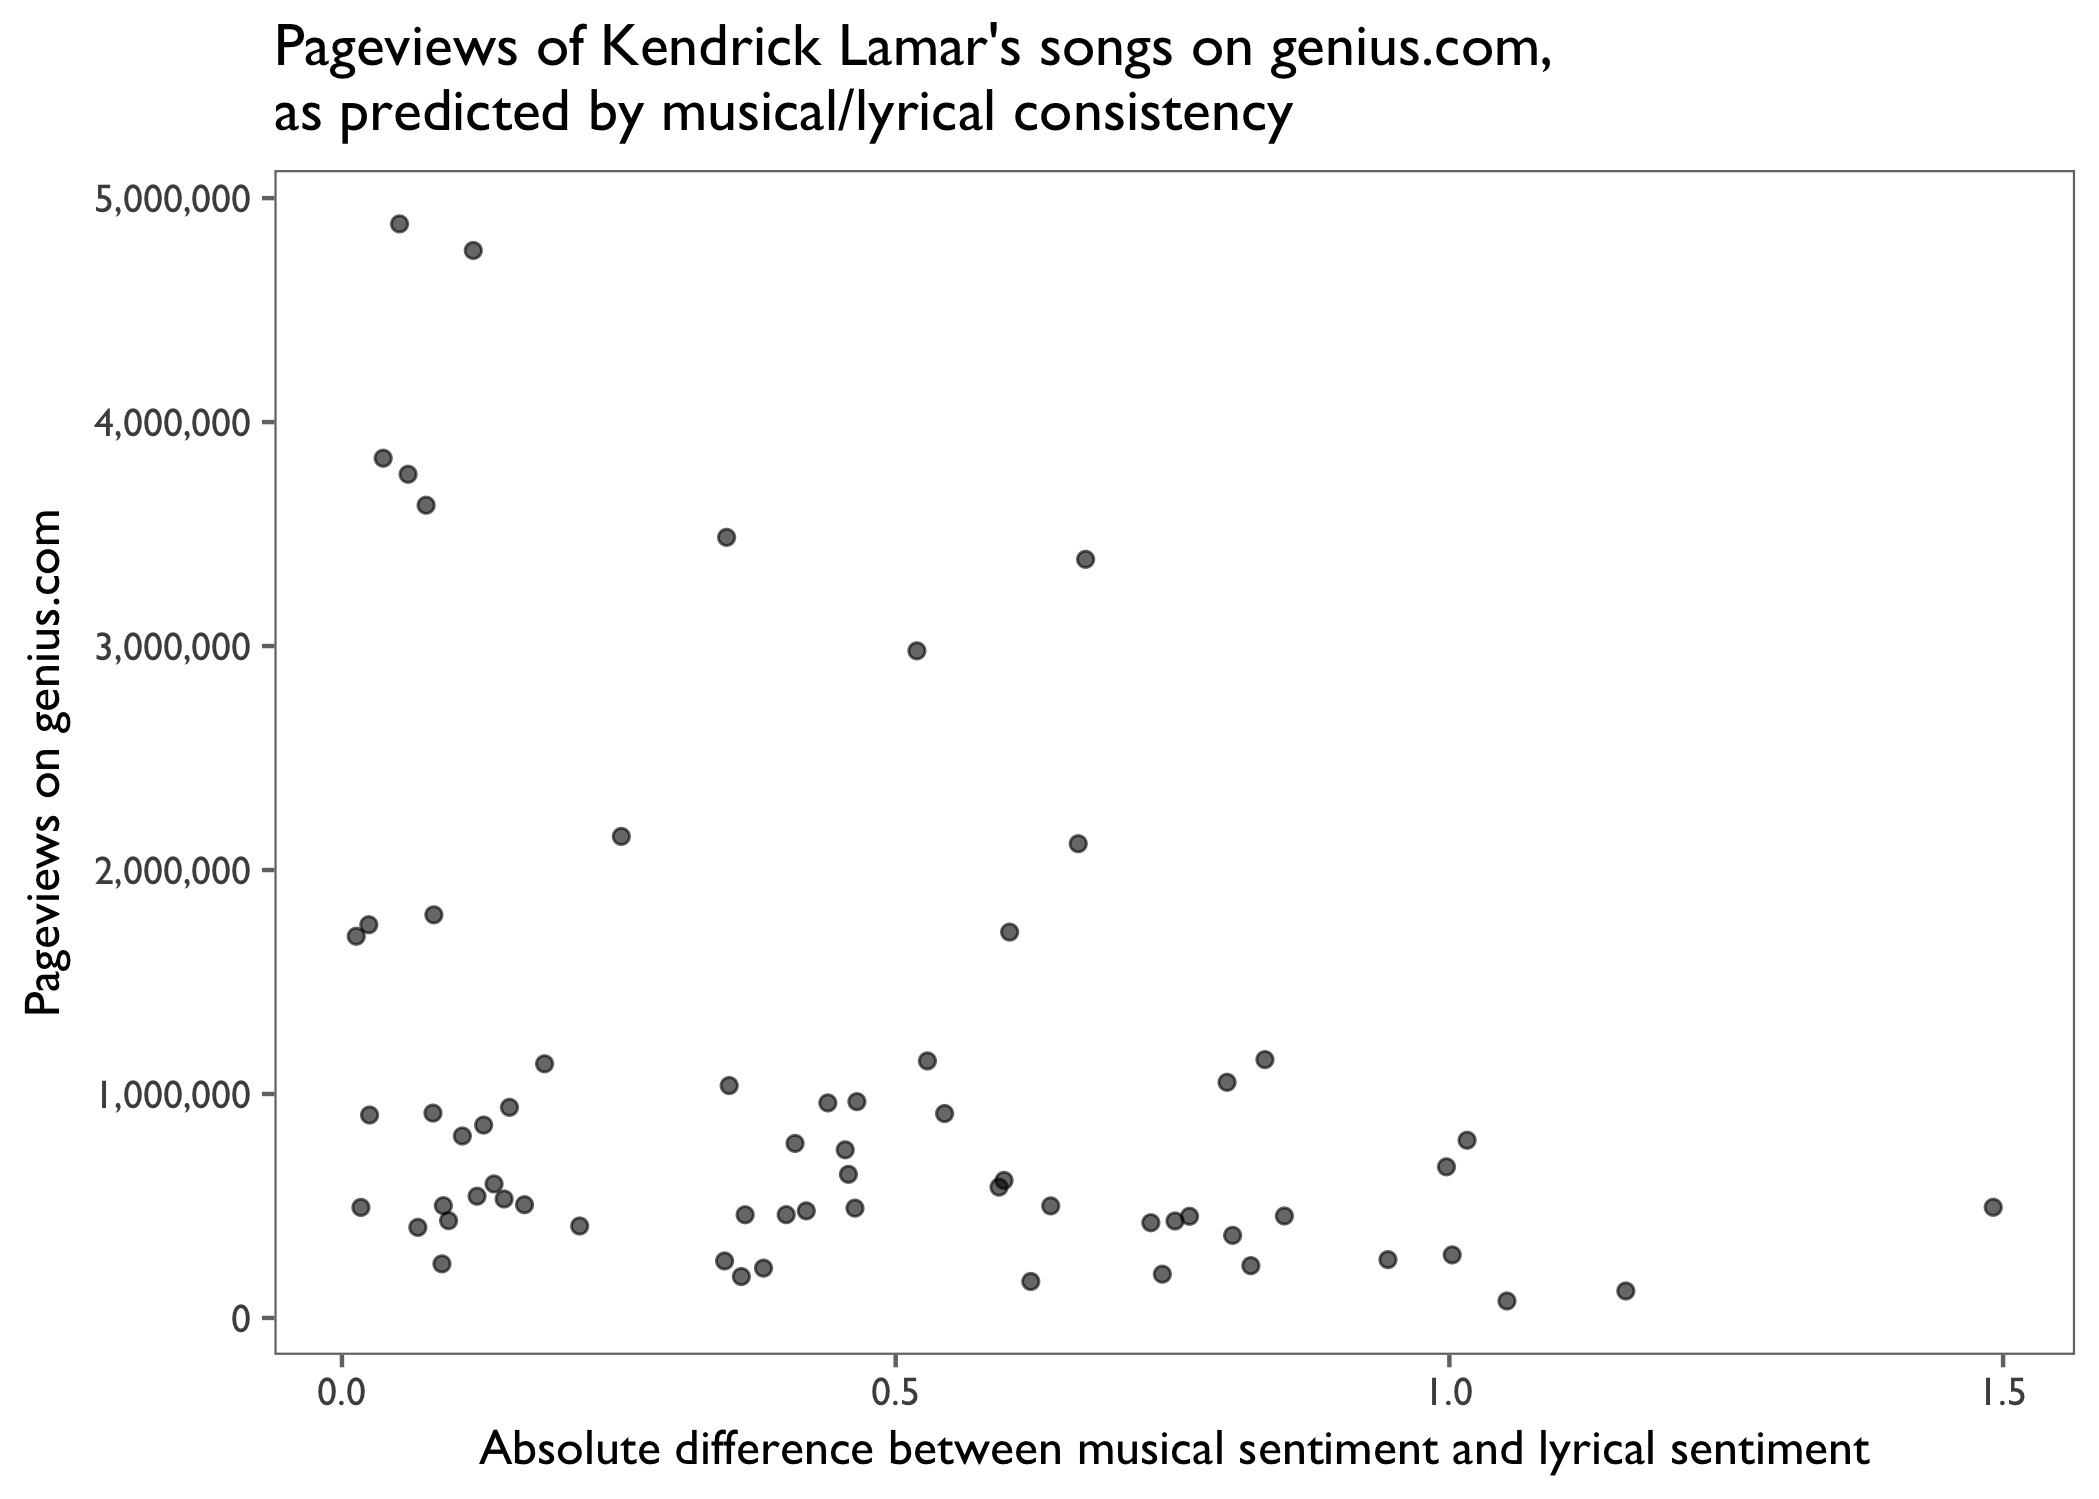 Pageviews of Kendrick Lamar's songs on genius.com,
as predicted by musical/lyrical consistency
5,000,000
4,000,000
3,000,000
2,000,000
1,000,000
0
Pageviews on genius.com
0.0 0.5 1.0 1.5
Absolute difference between musical sentiment and lyrical sentiment